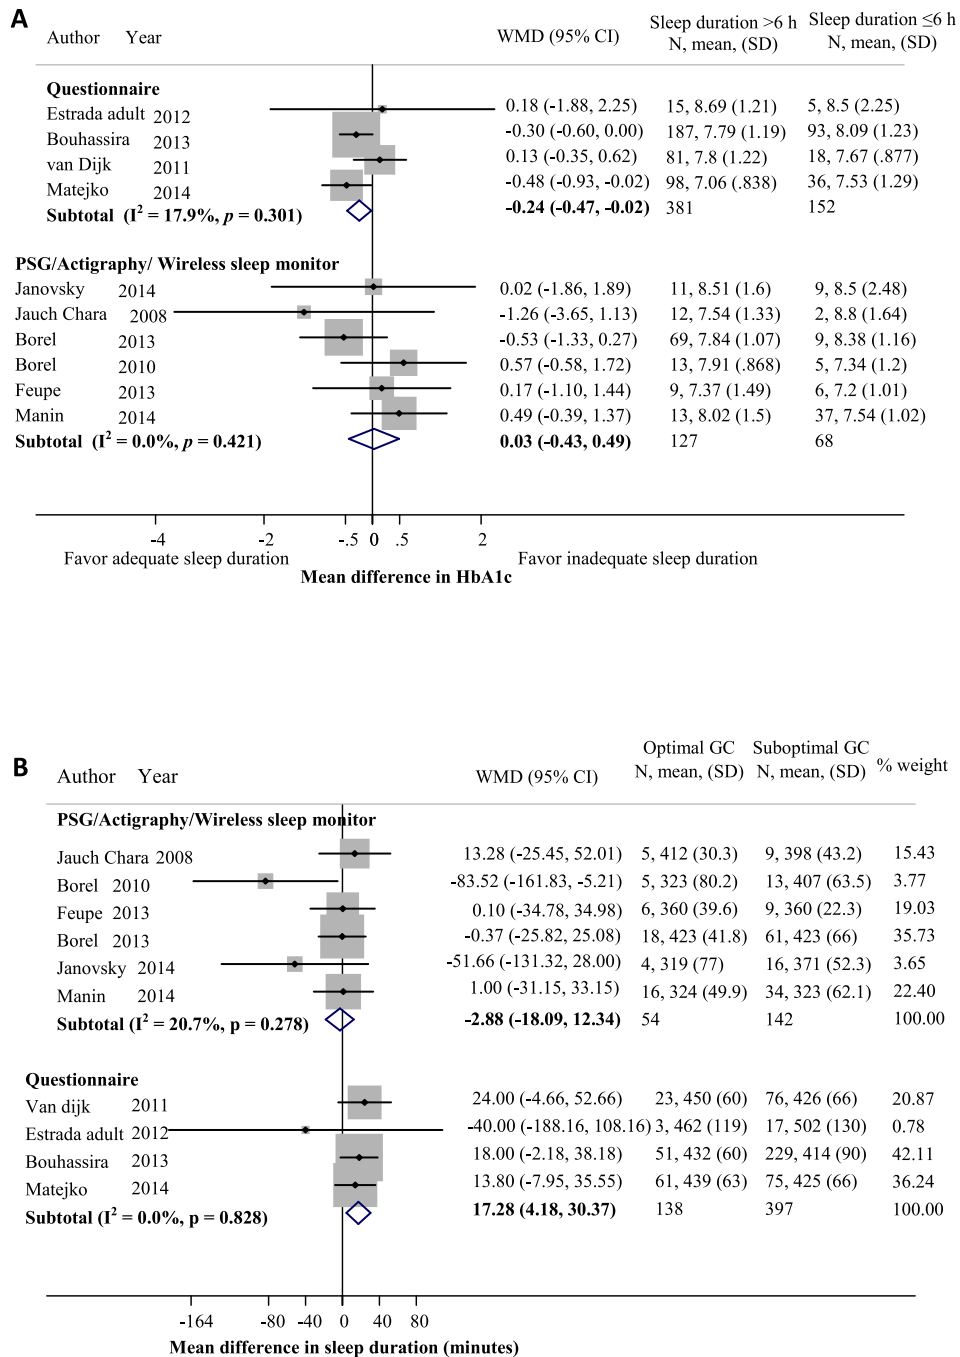 A
Author Year WMD (95% CI) Sleep duration >6 h N, mean, (SD) Sleep duration ≤6 h N, mean, (SD)
Questionnaire
Estrada adult 2012 0.18 (-1.88, 2.25) 15, 8.69 (1.21) 5, 8.5 (2.25)
Bouhassira 2013 -0.30 (-0.60, 0.00) 187, 7.79 (1.19) 93, 8.09 (1.23)
van Dijk 2011 0.13 (-0.35, 0.62) 81, 7.8 (1.22) 18, 7.67 (.877)
Matejko 2014 -0.48 (-0.93, -0.02) 98, 7.06 (.838) 36, 7.53 (1.29)
Subtotal (I² = 17.9%, p = 0.301) -0.24 (-0.47, -0.02) 381 152
PSG/Actigraphy/ Wireless sleep monitor
Janovsky 2014 0.02 (-1.86, 1.89) 11, 8.51 (1.6) 9, 8.5 (2.48)
Jauch Chara 2008 -1.26 (-3.65, 1.13) 12, 7.54 (1.33) 2, 8.8 (1.64)
Borel 2013 -0.53 (-1.33, 0.27) 69, 7.84 (1.07) 9, 8.38 (1.16)
Borel 2010 0.57 (-0.58, 1.72) 13, 7.91 (.868) 5, 7.34 (1.2)
Feupe 2013 0.17 (-1.10, 1.44) 9, 7.37 (1.49) 6, 7.2 (1.01)
Manin 2014 0.49 (-0.39, 1.37) 13, 8.02 (1.5) 37, 7.54 (1.02)
Subtotal (I² = 0.0%, p = 0.421) 0.03 (-0.43, 0.49) 127 68
-4 -2 -.5 0 .5 2
Favor adequate sleep duration Favor inadequate sleep duration
Mean difference in HbA1c
B
Author Year WMD (95% CI) Optimal GC N, mean, (SD) Suboptimal GC N, mean, (SD) % weight
PSG/Actigraphy/Wireless sleep monitor
Jauch Chara 2008 13.28 (-25.45, 52.01) 5, 412 (30.3) 9, 398 (43.2) 15.43
Borel 2010 -83.52 (-161.83, -5.21) 5, 323 (80.2) 13, 407 (63.5) 3.77
Feupe 2013 0.10 (-34.78, 34.98) 6, 360 (39.6) 9, 360 (22.3) 19.03
Borel 2013 -0.37 (-25.82, 25.08) 18, 423 (41.8) 61, 423 (66) 35.73
Janovsky 2014 -51.66 (-131.32, 28.00) 4, 319 (77) 16, 371 (52.3) 3.65
Manin 2014 1.00 (-31.15, 33.15) 16, 324 (49.9) 34, 323 (62.1) 22.40
Subtotal (I² = 20.7%, p = 0.278) -2.88 (-18.09, 12.34) 54 142 100.00
Questionnaire
Van dijk 2011 24.00 (-4.66, 52.66) 23, 450 (60) 76, 426 (66) 20.87
Estrada adult 2012 -40.00 (-188.16, 108.16) 3, 462 (119) 17, 502 (130) 0.78
Bouhassira 2013 18.00 (-2.18, 38.18) 51, 432 (60) 229, 414 (90) 42.11
Matejko 2014 13.80 (-7.95, 35.55) 61, 439 (63) 75, 425 (66) 36.24
Subtotal (I² = 0.0%, p = 0.828) 17.28 (4.18, 30.37) 138 397 100.00
-164 -80 -40 0 40 80
Mean difference in sleep duration (minutes)